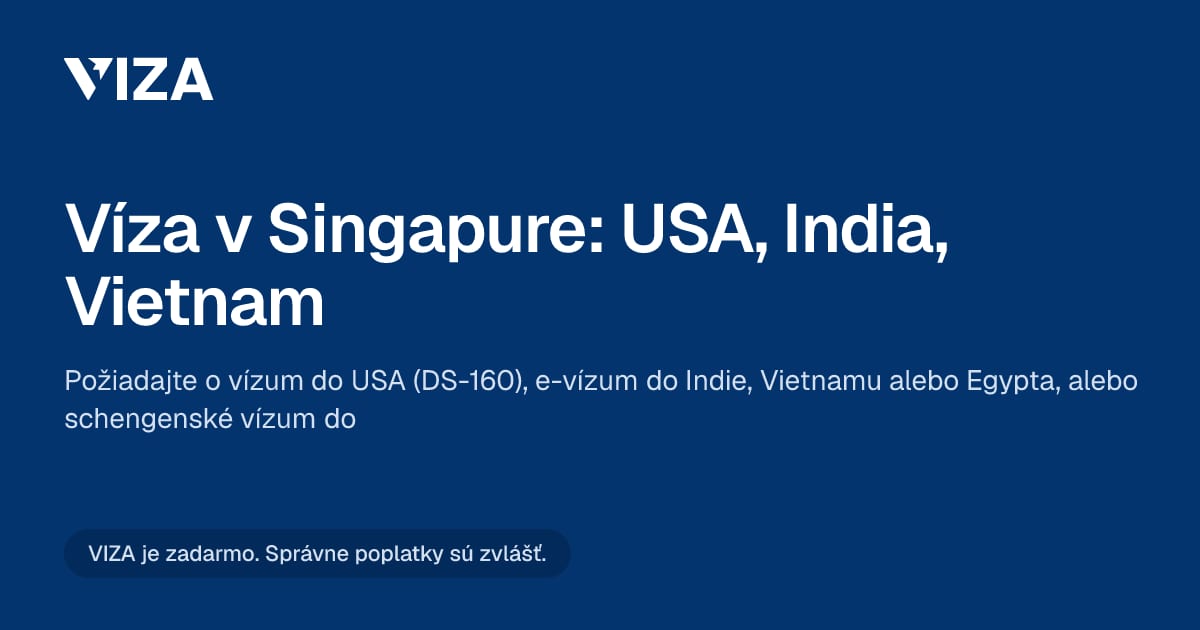 VIZA
Víza v Singapure: USA, India,
Vietnam
Požiadajte o vízum do USA (DS-160), e-vízum do Indie, Vietnamu alebo Egypta, alebo
schengenské vízum do
VIZA je zadarmo. Správne poplatky sú zvlášť.